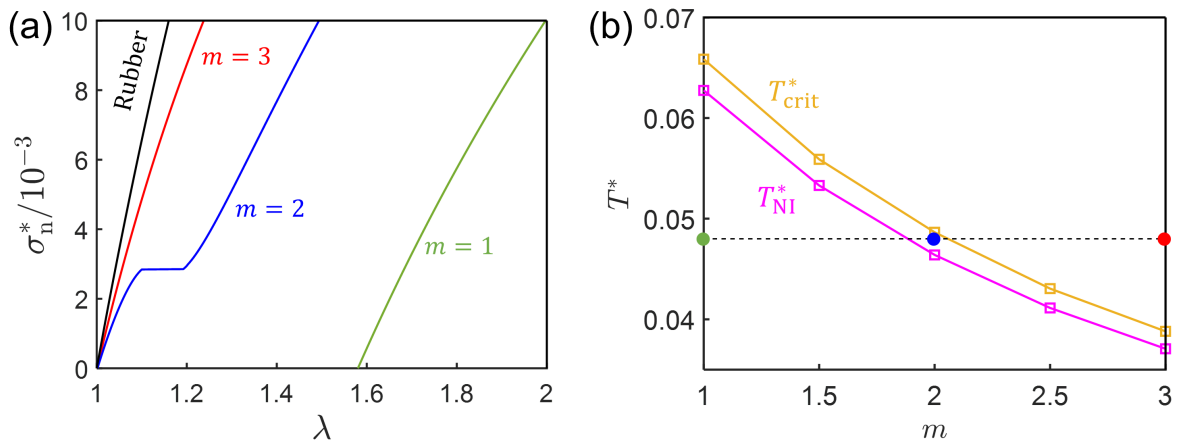 (a)
10
8
6
4
2
0
σ*ₙ/10⁻³
Rubber
m = 3
m = 2
m = 1
1
1.2
1.4
1.6
1.8
2
λ
(b)
0.07
0.06
0.05
0.04
T*
T*crit
T*NI
1
1.5
2
2.5
3
m